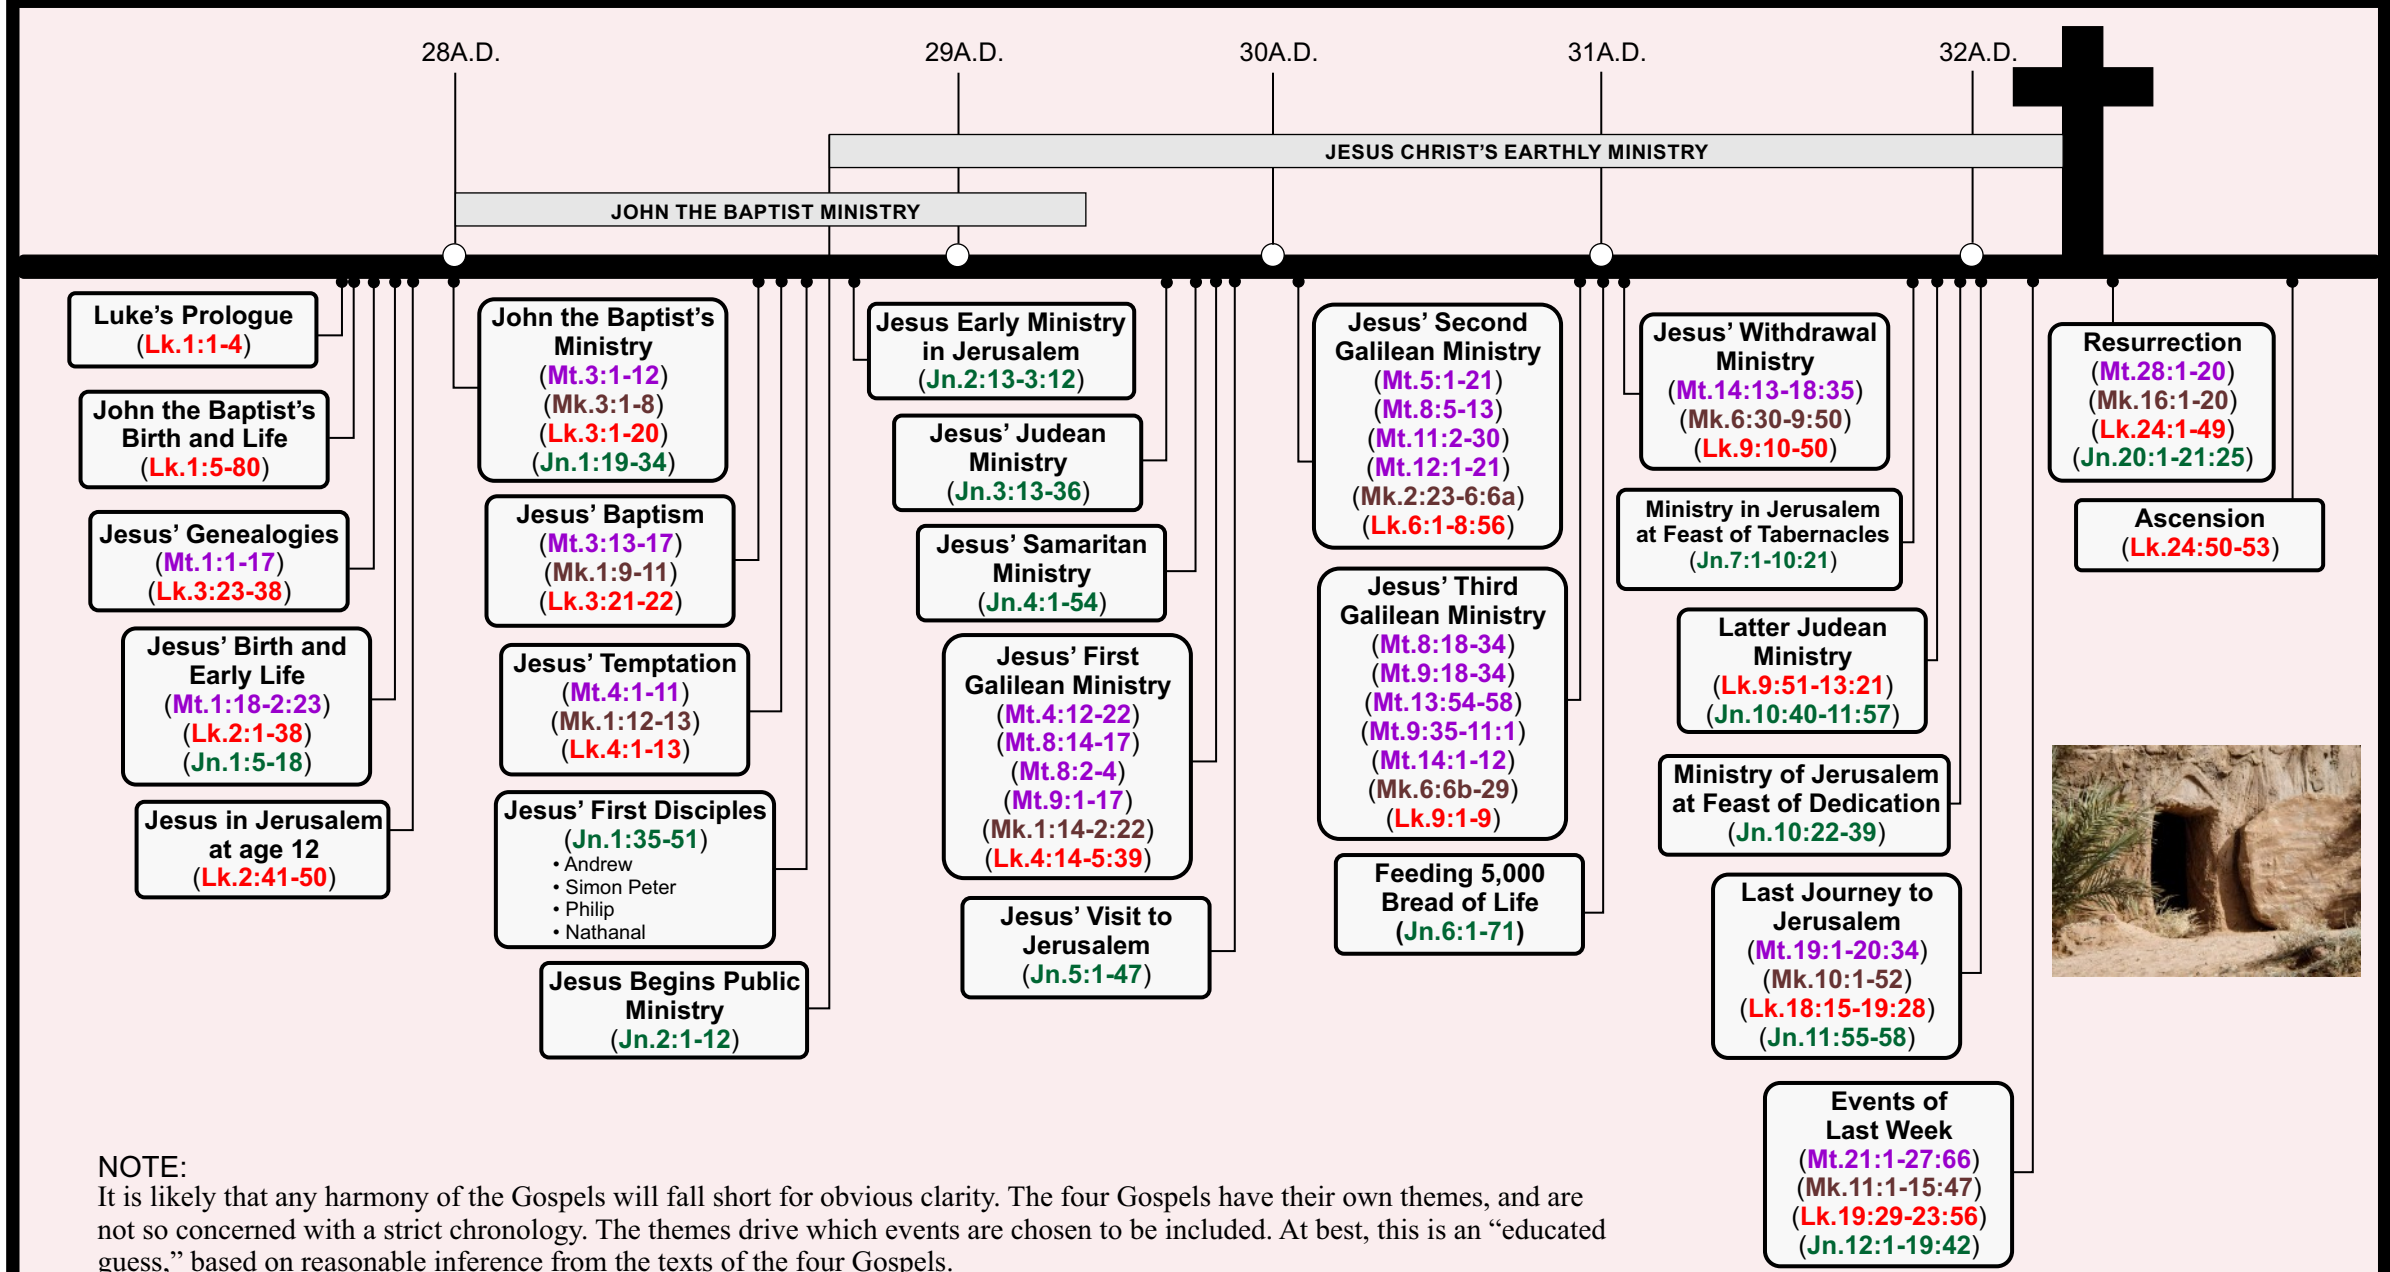 28A.D.
29A.D.
30A.D.
31A.D.
32A.D.
JESUS CHRIST'S EARTHLY MINISTRY
JOHN THE BAPTIST MINISTRY
Luke’s Prologue
(Lk.1:1-4)
John the Baptist’s
Birth and Life
(Lk.1:5-80)
Jesus’ Genealogies
(Mt.1:1-17)
(Lk.3:23-38)
Jesus’ Birth and
Early Life
(Mt.1:18-2:23)
(Lk.2:1-38)
(Jn.1:5-18)
Jesus in Jerusalem
at age 12
(Lk.2:41-50)
John the Baptist’s
Ministry
(Mt.3:1-12)
(Mk.3:1-8)
(Lk.3:1-20)
(Jn.1:19-34)
Jesus’ Baptism
(Mt.3:13-17)
(Mk.1:9-11)
(Lk.3:21-22)
Jesus’ Temptation
(Mt.4:1-11)
(Mk.1:12-13)
(Lk.4:1-13)
Jesus’ First Disciples
(Jn.1:35-51)
• Andrew
• Simon Peter
• Philip
• Nathanal
Jesus Begins Public
Ministry
(Jn.2:1-12)
Jesus Early Ministry
in Jerusalem
(Jn.2:13-3:12)
Jesus’ Judean
Ministry
(Jn.3:13-36)
Jesus’ Samaritan
Ministry
(Jn.4:1-54)
Jesus’ First
Galilean Ministry
(Mt.4:12-22)
(Mt.8:14-17)
(Mt.8:2-4)
(Mt.9:1-17)
(Mk.1:14-2:22)
(Lk.4:14-5:39)
Jesus’ Visit to
Jerusalem
(Jn.5:1-47)
Jesus’ Second
Galilean Ministry
(Mt.5:1-21)
(Mt.8:5-13)
(Mt.11:2-30)
(Mt.12:1-21)
(Mk.2:23-6:6a)
(Lk.6:1-8:56)
Jesus’ Third
Galilean Ministry
(Mt.8:18-34)
(Mt.9:18-34)
(Mt.13:54-58)
(Mt.9:35-11:1)
(Mt.14:1-12)
(Mk.6:6b-29)
(Lk.9:1-9)
Feeding 5,000
Bread of Life
(Jn.6:1-71)
Jesus’ Withdrawal
Ministry
(Mt.14:13-18:35)
(Mk.6:30-9:50)
(Lk.9:10-50)
Ministry in Jerusalem
at Feast of Tabernacles
(Jn.7:1-10:21)
Latter Judean
Ministry
(Lk.9:51-13:21)
(Jn.10:40-11:57)
Ministry of Jerusalem
at Feast of Dedication
(Jn.10:22-39)
Last Journey to
Jerusalem
(Mt.19:1-20:34)
(Mk.10:1-52)
(Lk.18:15-19:28)
(Jn.11:55-58)
Events of
Last Week
(Mt.21:1-27:66)
(Mk.11:1-15:47)
(Lk.19:29-23:56)
(Jn.12:1-19:42)
Resurrection
(Mt.28:1-20)
(Mk.16:1-20)
(Lk.24:1-49)
(Jn.20:1-21:25)
Ascension
(Lk.24:50-53)
NOTE:
It is likely that any harmony of the Gospels will fall short for obvious clarity. The four Gospels have their own themes, and are
not so concerned with a strict chronology. The themes drive which events are chosen to be included. At best, this is an “educated
guess,” based on reasonable inference from the texts of the four Gospels.